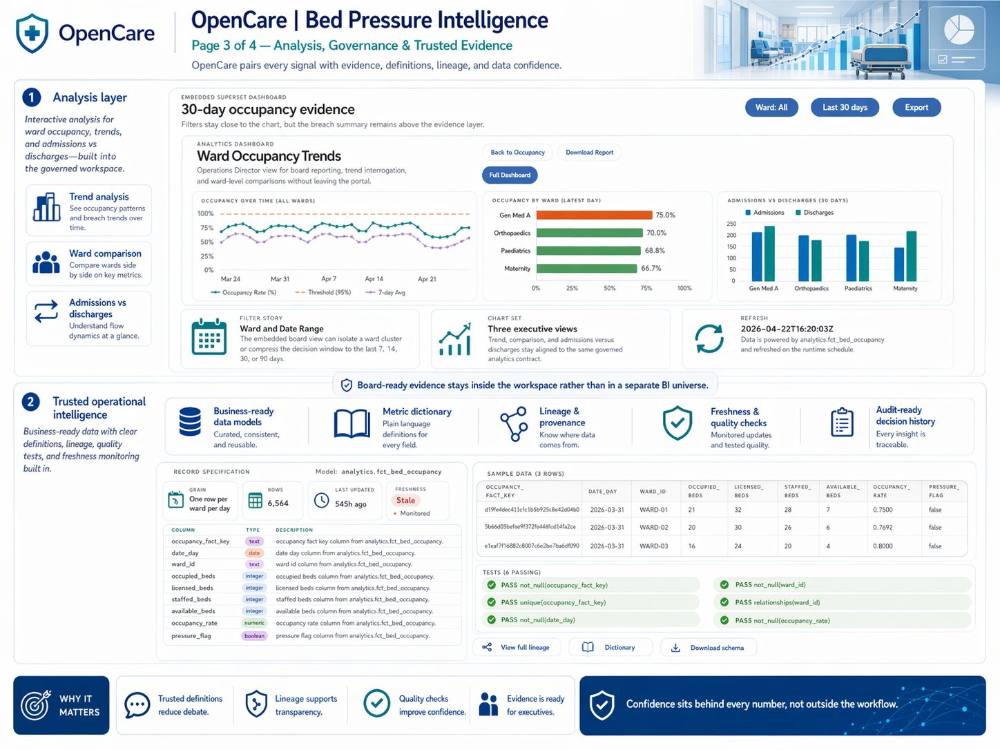 OpenCare
OpenCare | Bed Pressure Intelligence
Page 3 of 4 — Analysis, Governance & Trusted Evidence
OpenCare pairs every signal with evidence, definitions, lineage, and data confidence.
1
Analysis layer
Interactive analysis for
ward occupancy, trends,
and admissions vs
discharges—built into
the governed workspace.
Trend analysis
See occupancy patterns
and breach trends over
time.
Ward comparison
Compare wards side
by side on key metrics.
Admissions vs
discharges
Understand flow
dynamics at a glance.
EMBEDDED SUPERSET DASHBOARD
30-day occupancy evidence
Filters stay close to the chart, but the breach summary remains above the evidence layer.
Ward: All
Last 30 days
Export
ANALYTICS DASHBOARD
Ward Occupancy Trends
Operations Director view for board reporting, trend interrogation,
and ward-level comparisons without leaving the portal.
Back to Occupancy
Download Report
Full Dashboard
OCCUPANCY OVER TIME (ALL WARDS)
100%
75%
50%
25%
0%
Mar 24
Mar 31
Apr 7
Apr 14
Apr 21
Occupancy Rate (%)
Threshold (95%)
7-day Avg
OCCUPANCY BY WARD (LATEST DAY)
Gen Med A
75.0%
Orthopaedics
70.0%
Paediatrics
68.8%
Maternity
66.7%
0%
25%
50%
75%
100%
ADMISSIONS VS DISCHARGES (30 DAYS)
Admissions
Discharges
250
200
150
100
50
0
Gen Med A
Orthopaedics
Paediatrics
Maternity
FILTER STORY
Ward and Date Range
The embedded board view can isolate a ward cluster
or compress the decision window to the last 7, 14,
30, or 90 days.
CHART SET
Three executive views
Trend, comparison, and admissions versus
discharges stay aligned to the same governed
analytics contract.
REFRESH
2026-04-22T16:20:03Z
Data is powered by analytics.fct_bed_occupancy
and refreshed on the runtime schedule.
Board-ready evidence stays inside the workspace rather than in a separate BI universe.
2
Trusted operational
intelligence
Business-ready data with clear
definitions, lineage, quality
tests, and freshness monitoring
built in.
Business-ready
data models
Curated, consistent,
and reusable.
Metric dictionary
Plain language
definitions for
every field.
Lineage &
provenance
Know where data
comes from.
Freshness &
quality checks
Monitored updates
and tested quality.
Audit-ready
decision history
Every insight is
traceable.
RECORD SPECIFICATION
Model: analytics.fct_bed_occupancy
GRAIN
One row per
ward per day
ROWS
6,564
LAST UPDATED
545h ago
FRESHNESS
Stale
Monitored
COLUMN TYPE DESCRIPTION
occupancy_fact_key text occupancy fact key column from analytics.fct_bed_occupancy.
date_day date date day column from analytics.fct_bed_occupancy.
ward_id text ward id column from analytics.fct_bed_occupancy.
occupied_beds integer occupied beds column from analytics.fct_bed_occupancy.
licensed_beds integer licensed beds column from analytics.fct_bed_occupancy.
staffed_beds integer staffed beds column from analytics.fct_bed_occupancy.
available_beds integer available beds column from analytics.fct_bed_occupancy.
occupancy_rate numeric occupancy rate column from analytics.fct_bed_occupancy.
pressure_flag boolean pressure flag column from analytics.fct_bed_occupancy.
SAMPLE DATA (3 ROWS)
OCCUPANCY_ FACT_KEY DATE_DAY WARD_ID OCCUPIED_ BEDS LICENSED_ BEDS STAFFED_ BEDS AVAILABLE_ BEDS OCCUPANCY_ RATE PRESSURE_ FLAG
d19fe4dec411cfc1b5b925c8e42d04b0 2026-03-31 WARD-01 21 32 28 7 0.7500 false
5b66d05befee9f372fe446fcd14fa2ce 2026-03-31 WARD-02 20 30 26 6 0.7692 false
e1eaf7f16882c8007c6e2be7ba6df090 2026-03-31 WARD-03 16 24 20 4 0.8000 false
TESTS (6 PASSING)
PASS not_null(occupancy_fact_key)
PASS not_null(ward_id)
PASS unique(occupancy_fact_key)
PASS relationships(ward_id)
PASS not_null(date_day)
PASS not_null(occupancy_rate)
View full lineage
Dictionary
Download schema
WHY IT
MATTERS
Trusted definitions
reduce debate.
Lineage supports
transparency.
Quality checks
improve confidence.
Evidence is ready
for executives.
Confidence sits behind every number, not outside the workflow.